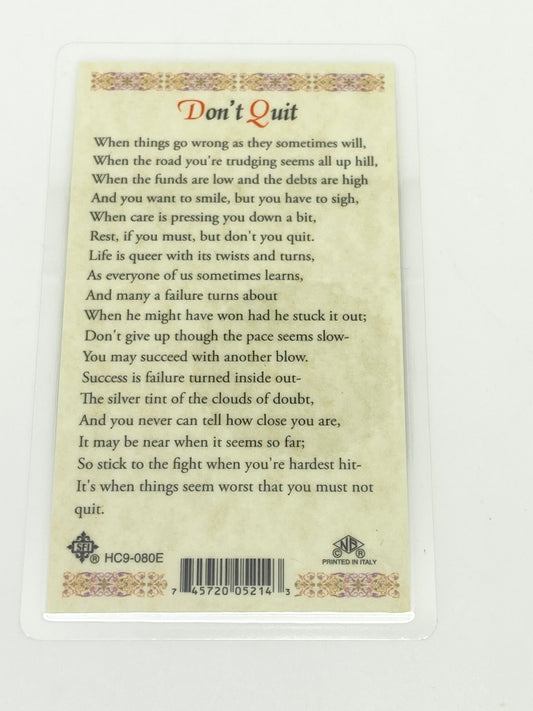 Don't Quit
When things go wrong as they sometimes will,
When the road you're trudging seems all up hill,
When the funds are low and the debts are high
And you want to smile, but you have to sigh,
When care is pressing you down a bit,
Rest, if you must, but don't you quit.
Life is queer with its twists and turns,
As everyone of us sometimes learns,
And many a failure turns about
When he might have won had he stuck it out;
Don't give up though the pace seems slow-
You may succeed with another blow.
Success is failure turned inside out-
The silver tint of the clouds of doubt,
And you never can tell how close you are,
It may be near when it seems so far;
So stick to the fight when you're hardest hit-
It's when things seem worst that you must not
quit.
SFI ® HC9-080E
7 45720 05214 3
C NB R
PRINTED IN ITALY